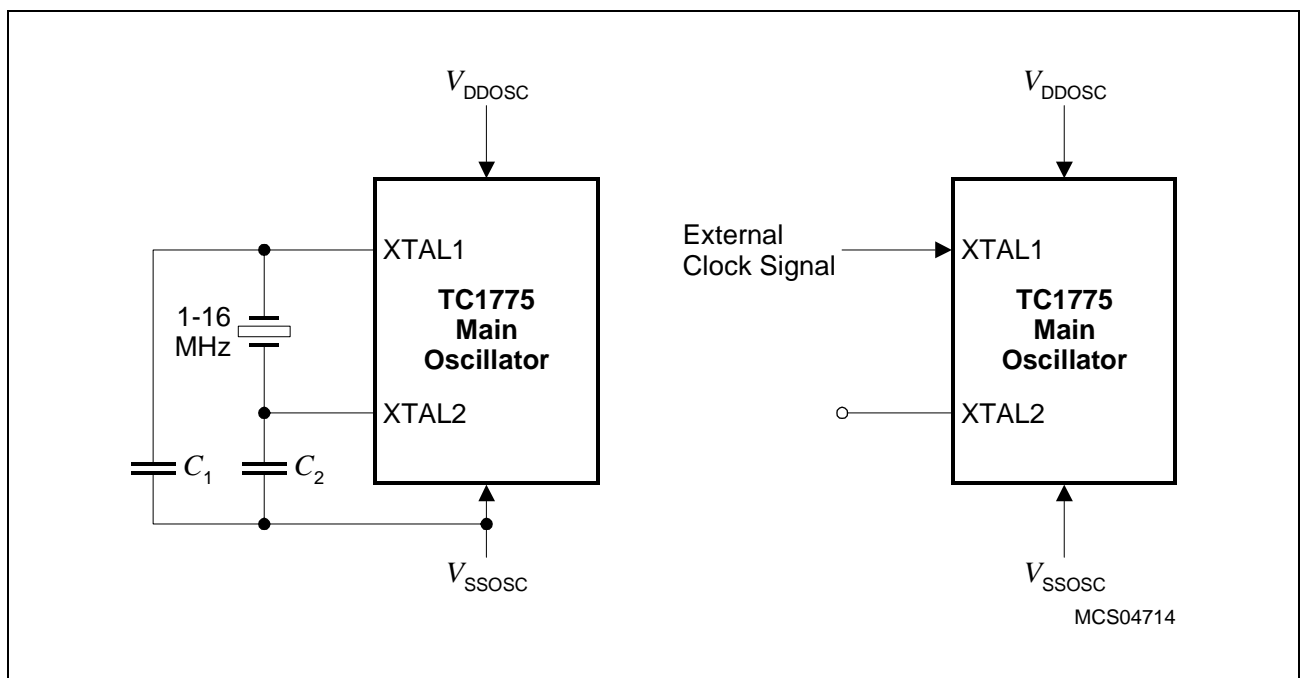 V_DDOSC
XTAL1
1-16
MHz
TC1775
Main
Oscillator
XTAL2
C_1
C_2
V_SSOSC
V_DDOSC
External
Clock Signal
XTAL1
TC1775
Main
Oscillator
XTAL2
V_SSOSC
MCS04714